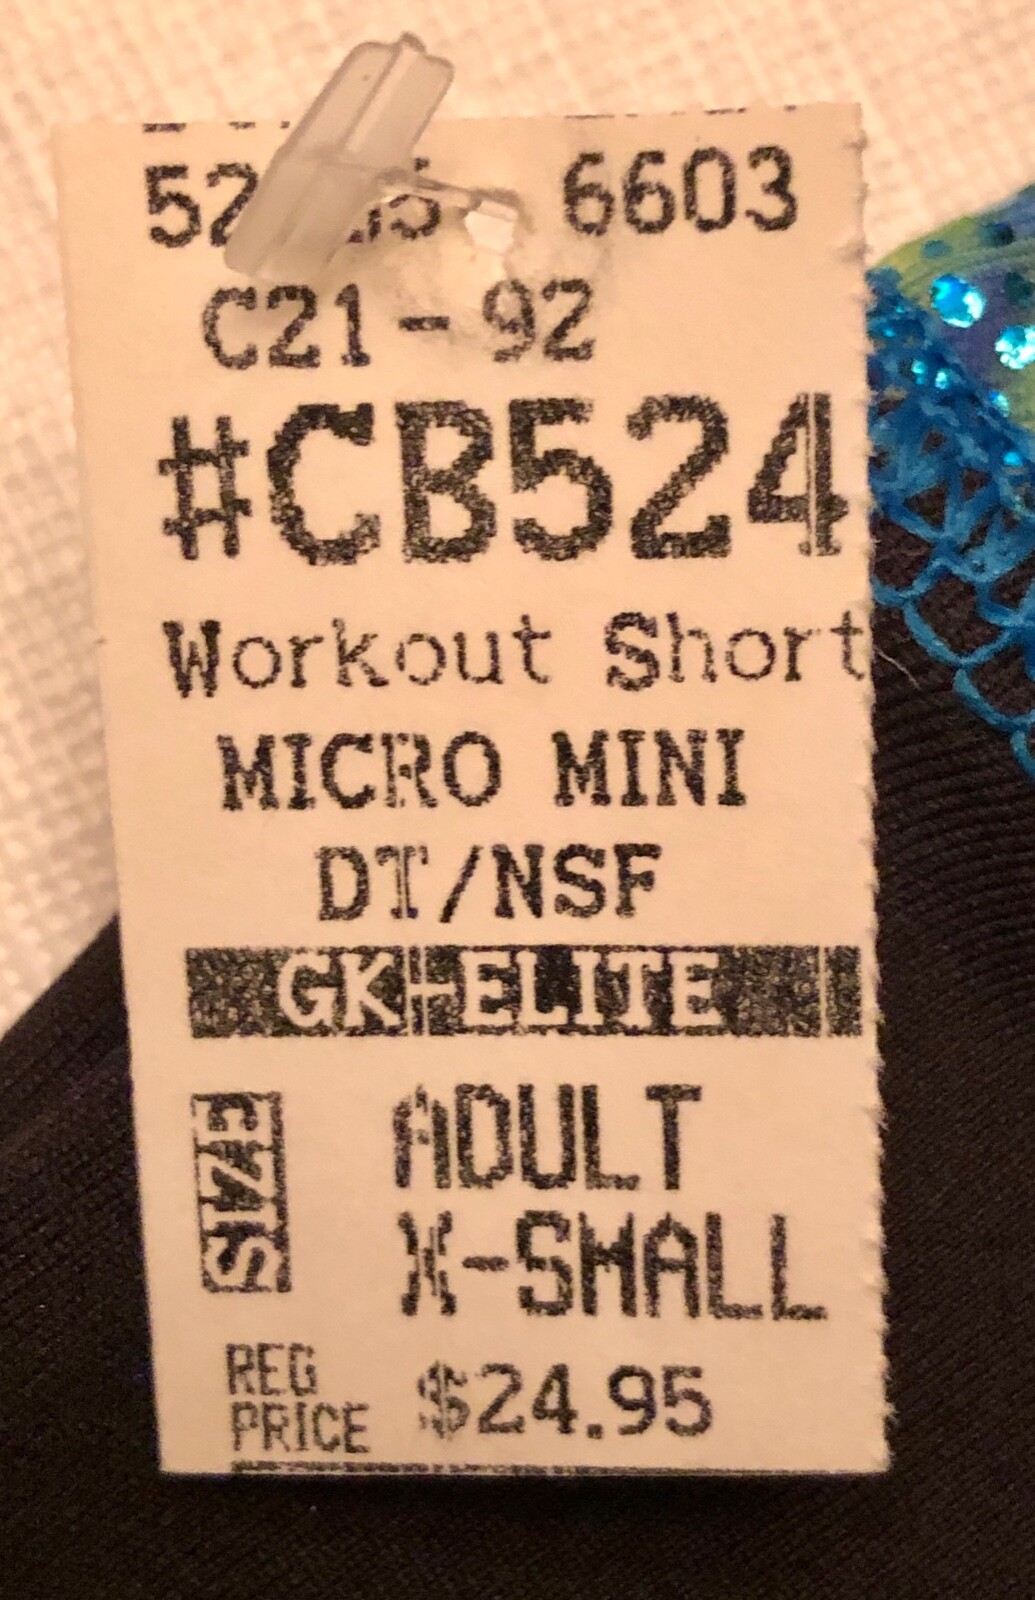 6603
C21-92
#CB524
Workout Short
MICRO MINI
DT/NSF
GK-ELITE
SIZE
ADULT
X-SMALL
REG
PRICE $24.95